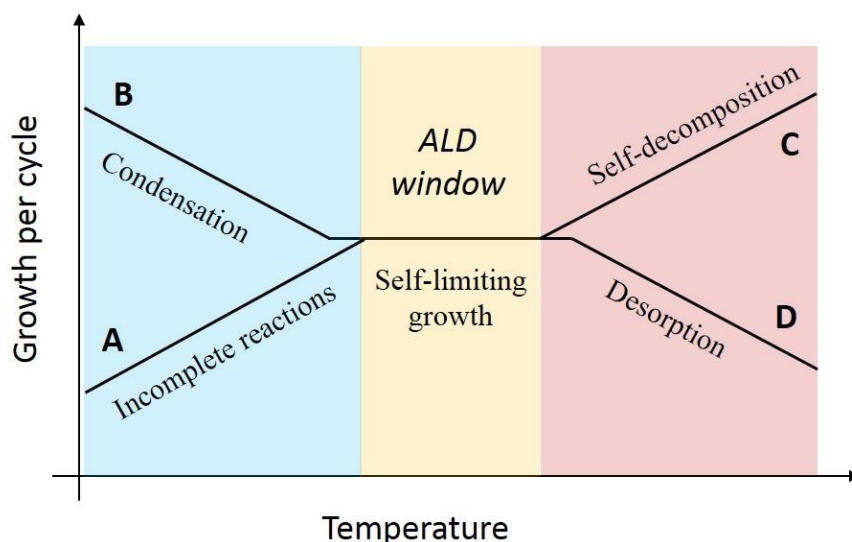 Growth per cycle
B
Condensation
A
Incomplete reactions
ALD
window
Self-limiting
growth
Self-decomposition
C
Desorption
D
Temperature